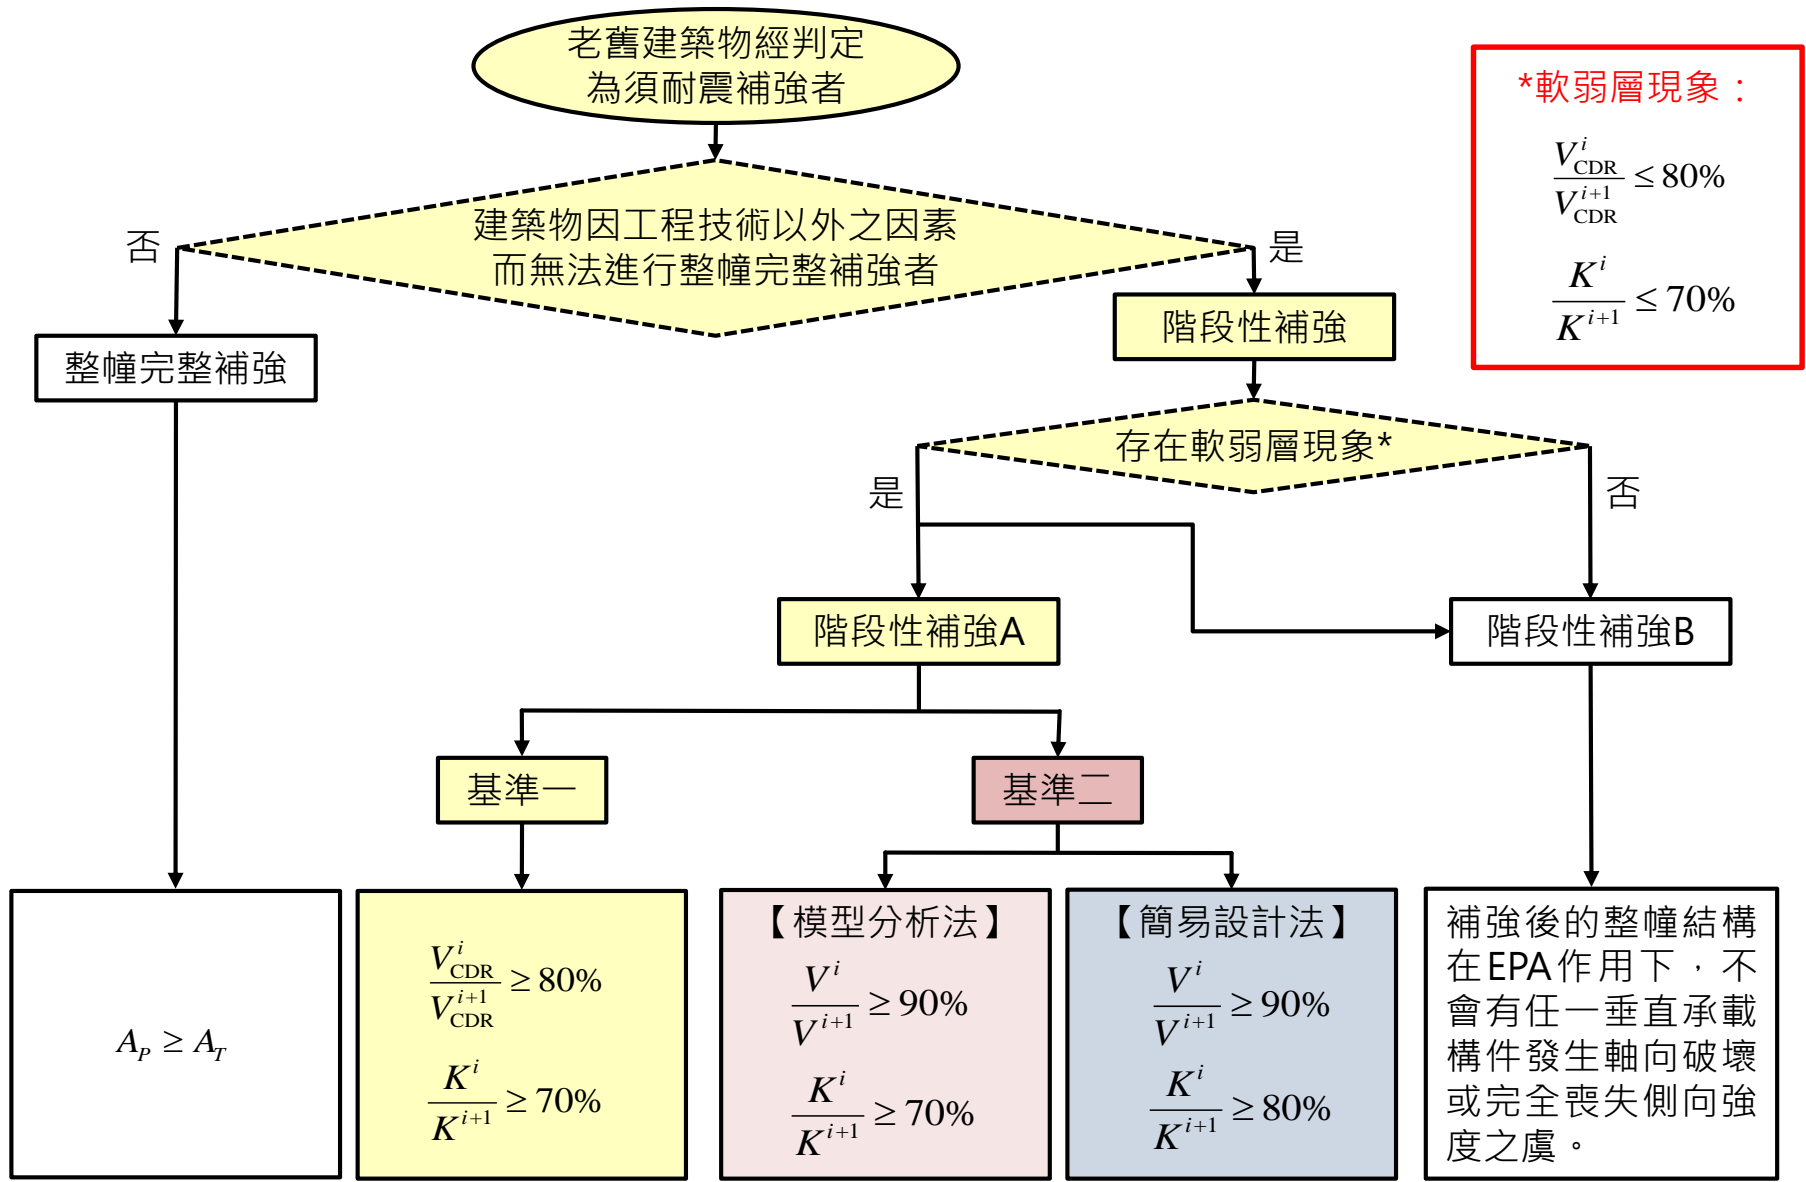 老舊建築物經判定
為須耐震補強者
*軟弱層現象：
V^i_CDR / V^{i+1}_CDR ≤ 80%
K^i / K^{i+1} ≤ 70%
建築物因工程技術以外之因素
而無法進行整幢完整補強者
否
是
整幢完整補強
階段性補強
存在軟弱層現象*
是
否
階段性補強A
階段性補強B
基準一
基準二
A_P ≥ A_T
V^i_CDR / V^{i+1}_CDR ≥ 80%
K^i / K^{i+1} ≥ 70%
【模型分析法】
V^i / V^{i+1} ≥ 90%
K^i / K^{i+1} ≥ 70%
【簡易設計法】
V^i / V^{i+1} ≥ 90%
K^i / K^{i+1} ≥ 80%
補強後的整幢結構
在EPA作用下，不
會有任一垂直承載
構件發生軸向破壞
或完全喪失側向強
度之虞。